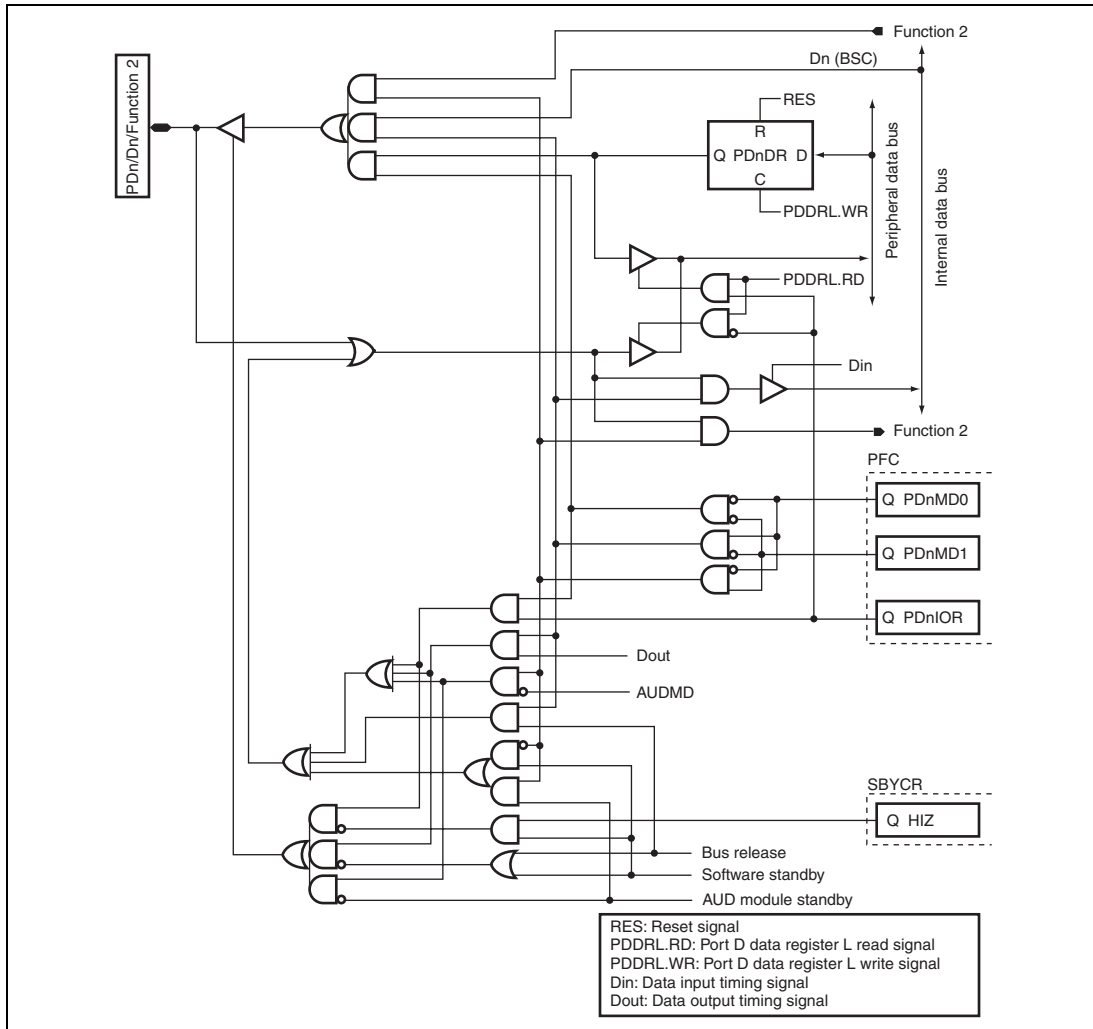 Function 2
Dn (BSC)
PDn/Dn/Function 2
RES
R
Q PDnDR D
C
PDDRL.WR
Peripheral data bus
Internal data bus
PDDRL.RD
Din
Function 2
PFC
Q PDnMD0
Q PDnMD1
Q PDnIOR
Dout
AUDMD
SBYCR
Q HIZ
Bus release
Software standby
AUD module standby
RES: Reset signal
PDDRL.RD: Port D data register L read signal
PDDRL.WR: Port D data register L write signal
Din: Data input timing signal
Dout: Data output timing signal